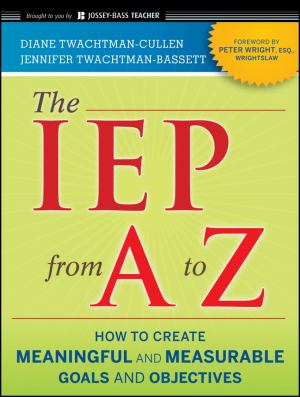 Brought to you by JOSSEY-BASS TEACHER
DIANE TWACHTMAN-CULLEN
JENNIFER TWACHTMAN-BASSETT
FOREWORD BY
PETER WRIGHT, ESQ.,
WRIGHTSLAW
The
IEP
from A to Z
HOW TO CREATE
MEANINGFUL AND MEASURABLE
GOALS AND OBJECTIVES